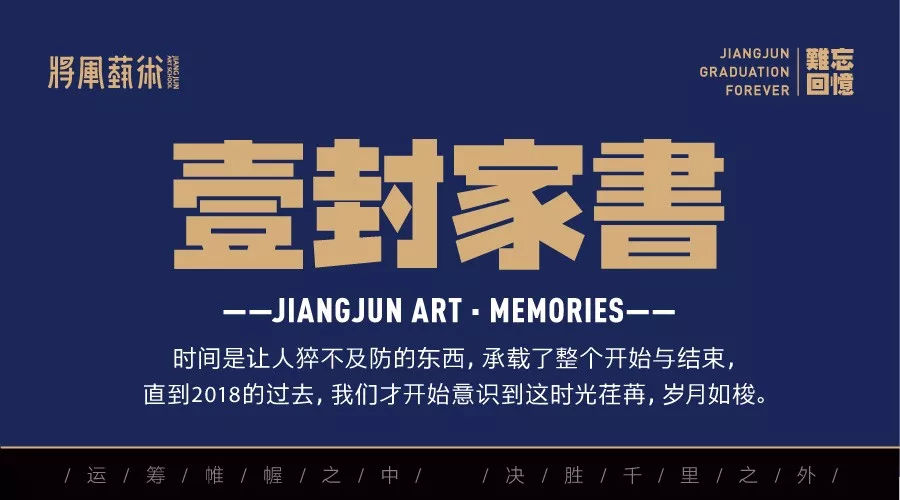 將軍藝術
JIANGJUN
ART SCHOOL
JIANGJUN
GRADUATION
FOREVER
難忘
回憶
壹封家書
——JIANGJUN ART · MEMORIES——
时间是让人猝不及防的东西，承载了整个开始与结束，
直到2018的过去，我们才开始意识到这时光荏苒，岁月如梭。
/ 运 / 筹 / 帷 / 幄 / 之 / 中 / / 决 / 胜 / 千 / 里 / 之 / 外 /